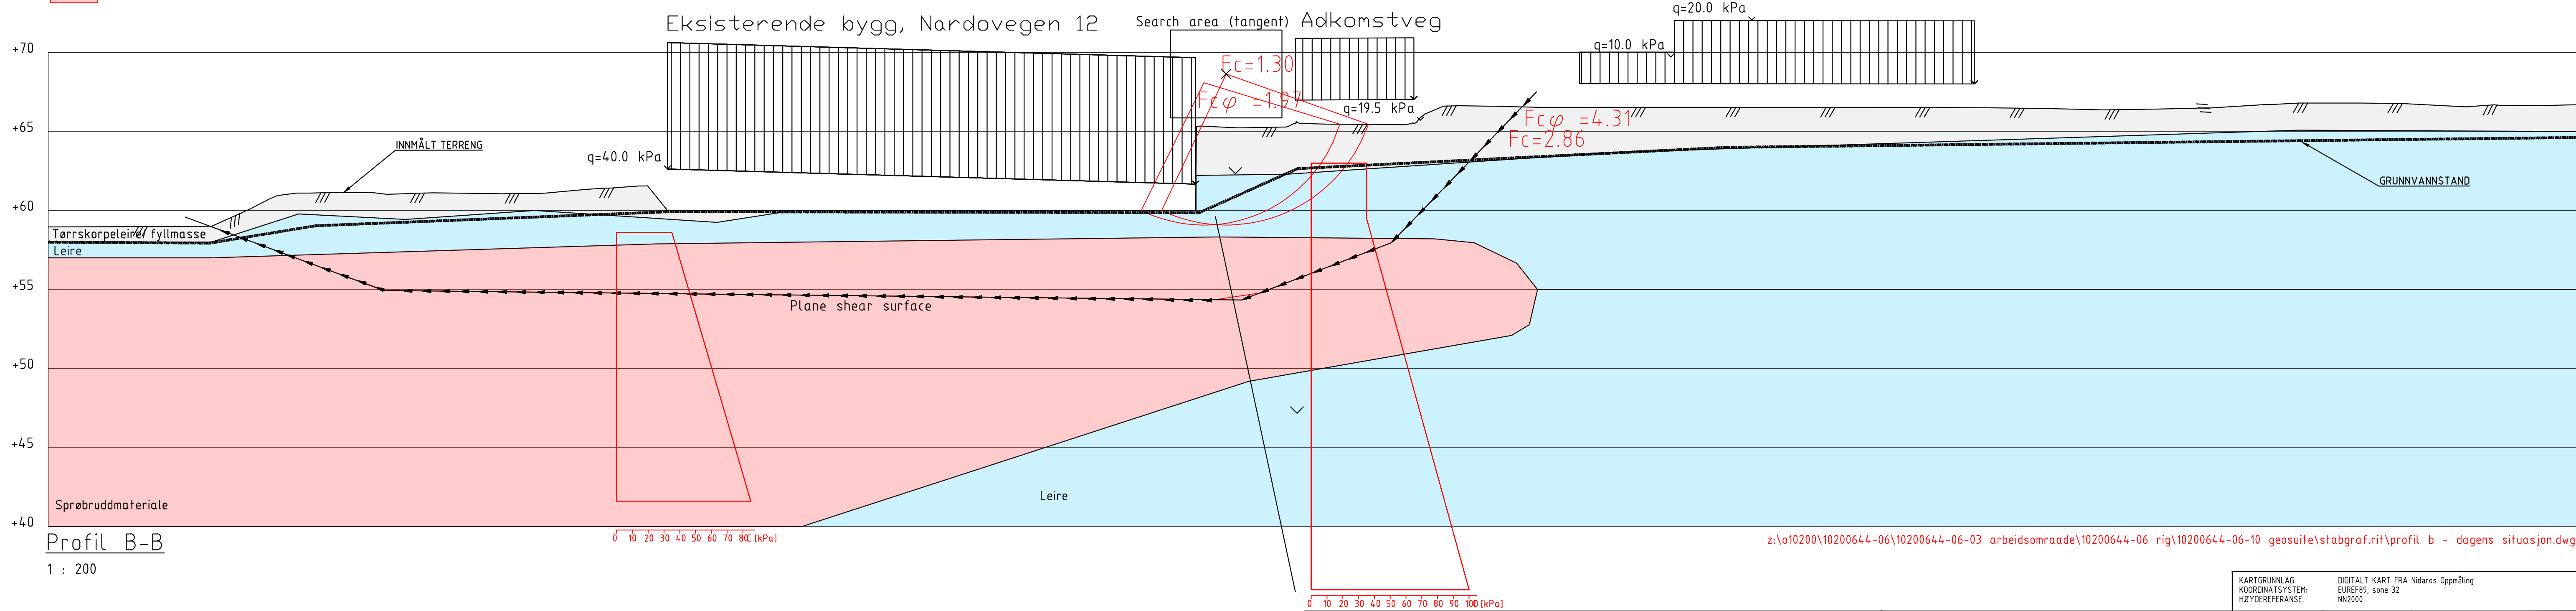 Eksisterende bygg, Nardovegen 12
Search area (tangent)
Adkomstveg
q=20.0 kPa
q=10.0 kPa
+70
Fc=1.30
Fcφ =1.97
q=19.5 kPa
Fcφ =4.31
Fc=2.86
+65
INNMÅLT TERRENG
q=40.0 kPa
GRUNNVANNSTAND
+60
Tørrskorpeleire/ fyllmasse
Leire
+55
Plane shear surface
+50
+45
Leire
Sprøbruddmateriale
+40
0 10 20 30 40 50 60 70 80 C [kPa]
Profil B-B
1 : 200
z:\o10200\10200644-06\10200644-06-03 arbeidsomraade\10200644-06 rig\10200644-06-10 geosuite\stabgraf.rit\profil b - dagens situasjon.dwg
0 10 20 30 40 50 60 70 80 90 100 C [kPa]
KARTGRUNNLAG: DIGITALT KART FRA Nidaros Oppmåling
KOORDINATSYSTEM: EUREF89, sone 32
HØYDEREFERANSE: NN2000